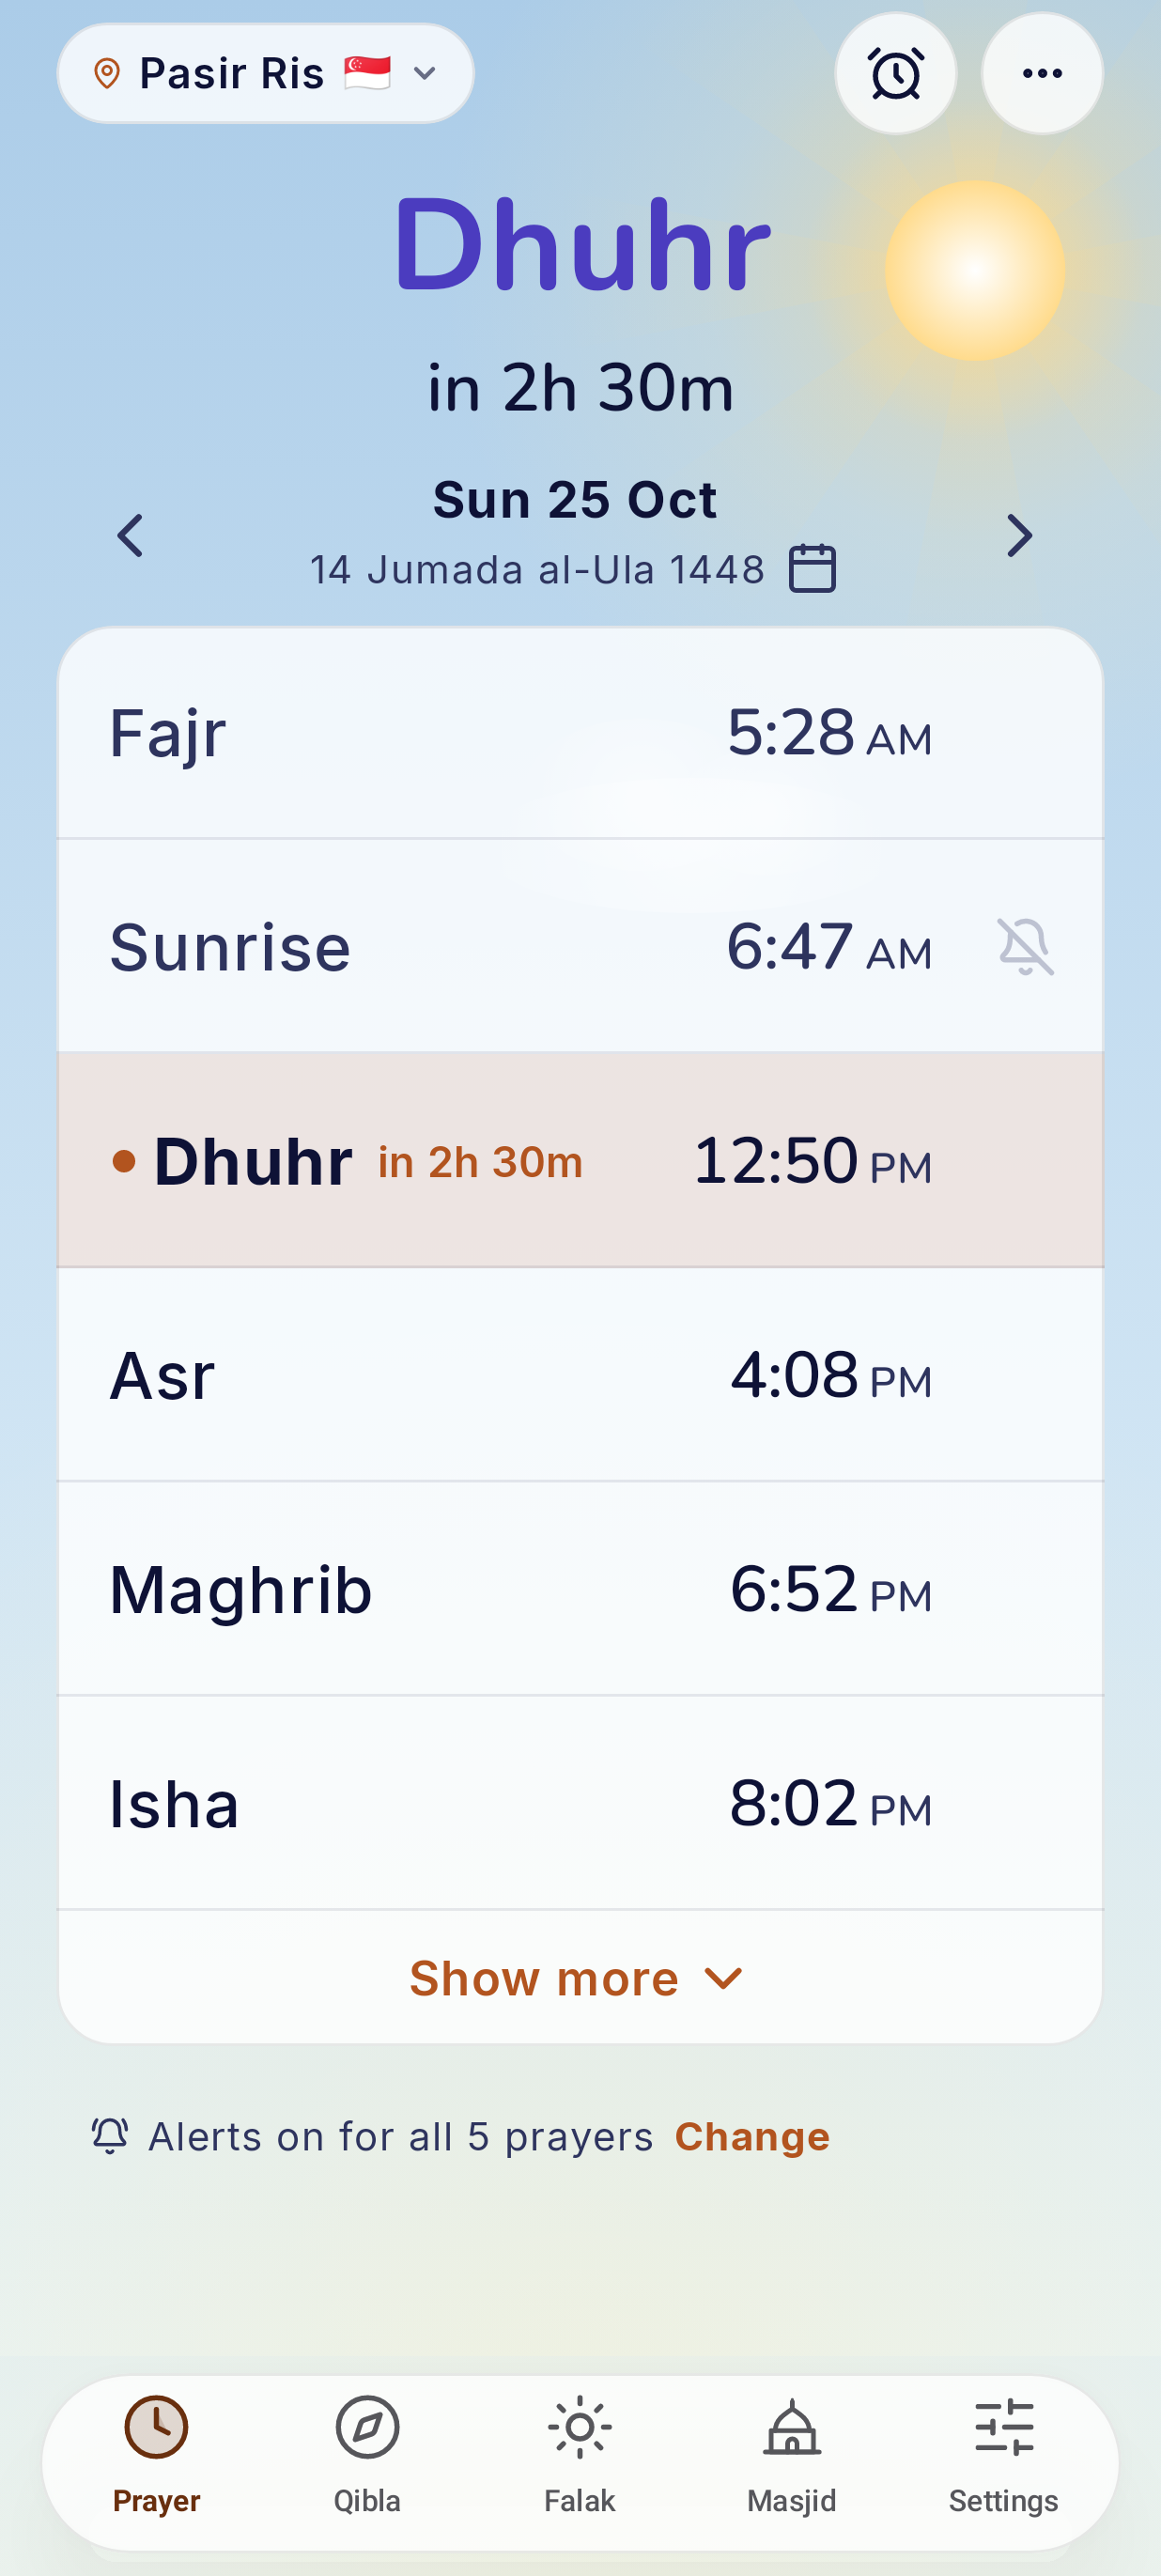 Pasir Ris 🇸🇬
Dhuhr
in 2h 30m
Sun 25 Oct
14 Jumada al-Ula 1448
Fajr 5:28 AM
Sunrise 6:47 AM
Dhuhr in 2h 30m 12:50 PM
Asr 4:08 PM
Maghrib 6:52 PM
Isha 8:02 PM
Show more
Alerts on for all 5 prayers Change
Prayer Qibla Falak Masjid Settings